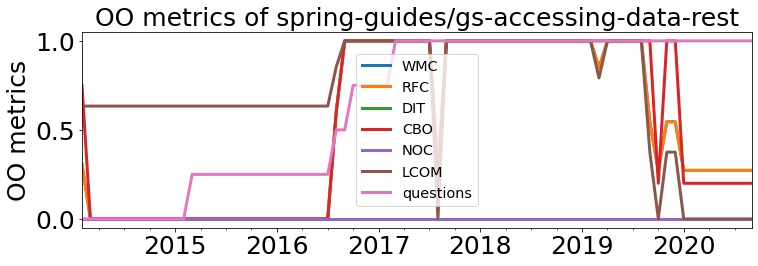 OO metrics of spring-guides/gs-accessing-data-rest
OO metrics
1.0
0.5
0.0
WMC
RFC
DIT
CBO
NOC
LCOM
questions
2015 2016 2017 2018 2019 2020